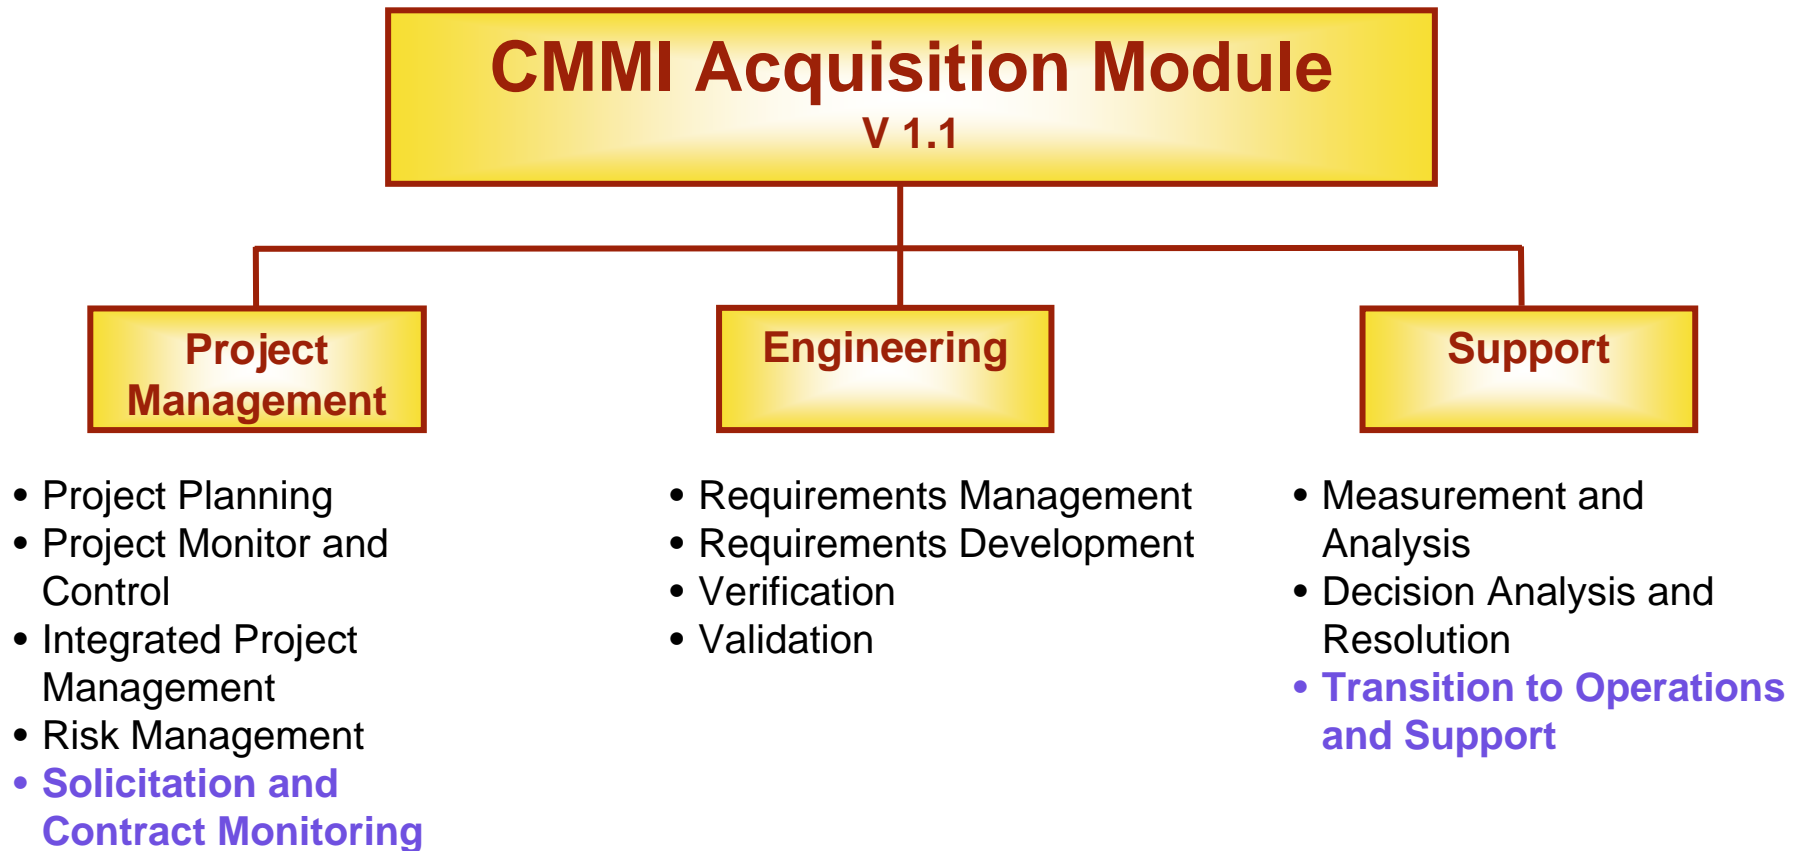 CMMI Acquisition Module
V 1.1
Project
Management
Engineering
Support
• Project Planning
• Project Monitor and
Control
• Integrated Project
Management
• Risk Management
• Solicitation and
Contract Monitoring
• Requirements Management
• Requirements Development
• Verification
• Validation
• Measurement and
Analysis
• Decision Analysis and
Resolution
• Transition to Operations
and Support